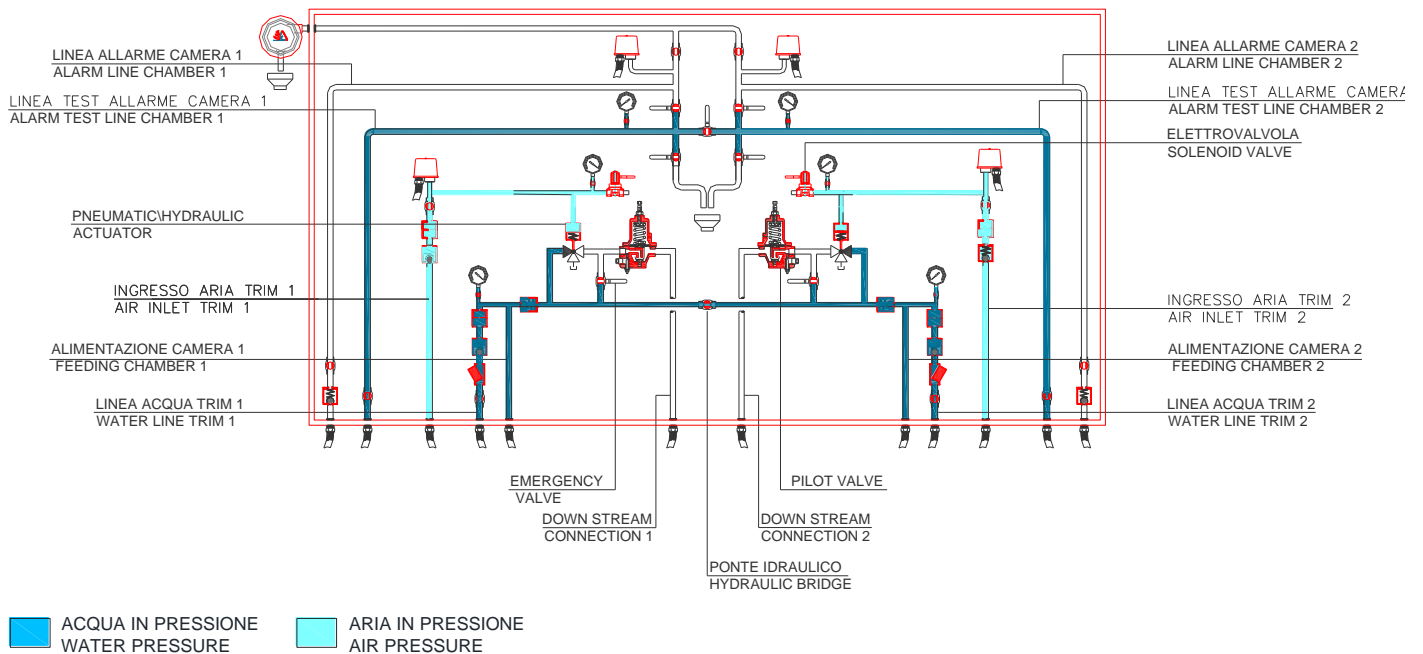 LINEA ALLARME CAMERA 1
ALARM LINE CHAMBER 1
LINEA TEST ALLARME CAMERA 1
ALARM TEST LINE CHAMBER 1
PNEUMATIC\HYDRAULIC
ACTUATOR
INGRESSO ARIA TRIM 1
AIR INLET TRIM 1
ALIMENTAZIONE CAMERA 1
FEEDING CHAMBER 1
LINEA ACQUA TRIM 1
WATER LINE TRIM 1
LINEA ALLARME CAMERA 2
ALARM LINE CHAMBER 2
LINEA TEST ALLARME CAMERA
ALARM TEST LINE CHAMBER 2
ELETTROVALVOLA
SOLENOID VALVE
INGRESSO ARIA TRIM 2
AIR INLET TRIM 2
ALIMENTAZIONE CAMERA 2
FEEDING CHAMBER 2
LINEA ACQUA TRIM 2
WATER LINE TRIM 2
EMERGENCY
VALVE
PILOT VALVE
DOWN STREAM
CONNECTION 1
DOWN STREAM
CONNECTION 2
PONTE IDRAULICO
HYDRAULIC BRIDGE
ACQUA IN PRESSIONE
WATER PRESSURE
ARIA IN PRESSIONE
AIR PRESSURE